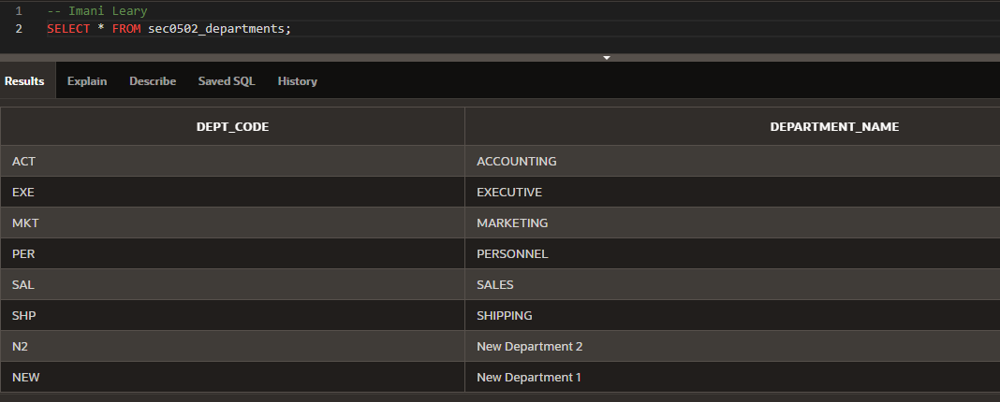 1 -- Imani Leary
2 SELECT * FROM sec0502_departments;
Results Explain Describe Saved SQL History
DEPT_CODE DEPARTMENT_NAME
ACT ACCOUNTING
EXE EXECUTIVE
MKT MARKETING
PER PERSONNEL
SAL SALES
SHP SHIPPING
N2 New Department 2
NEW New Department 1